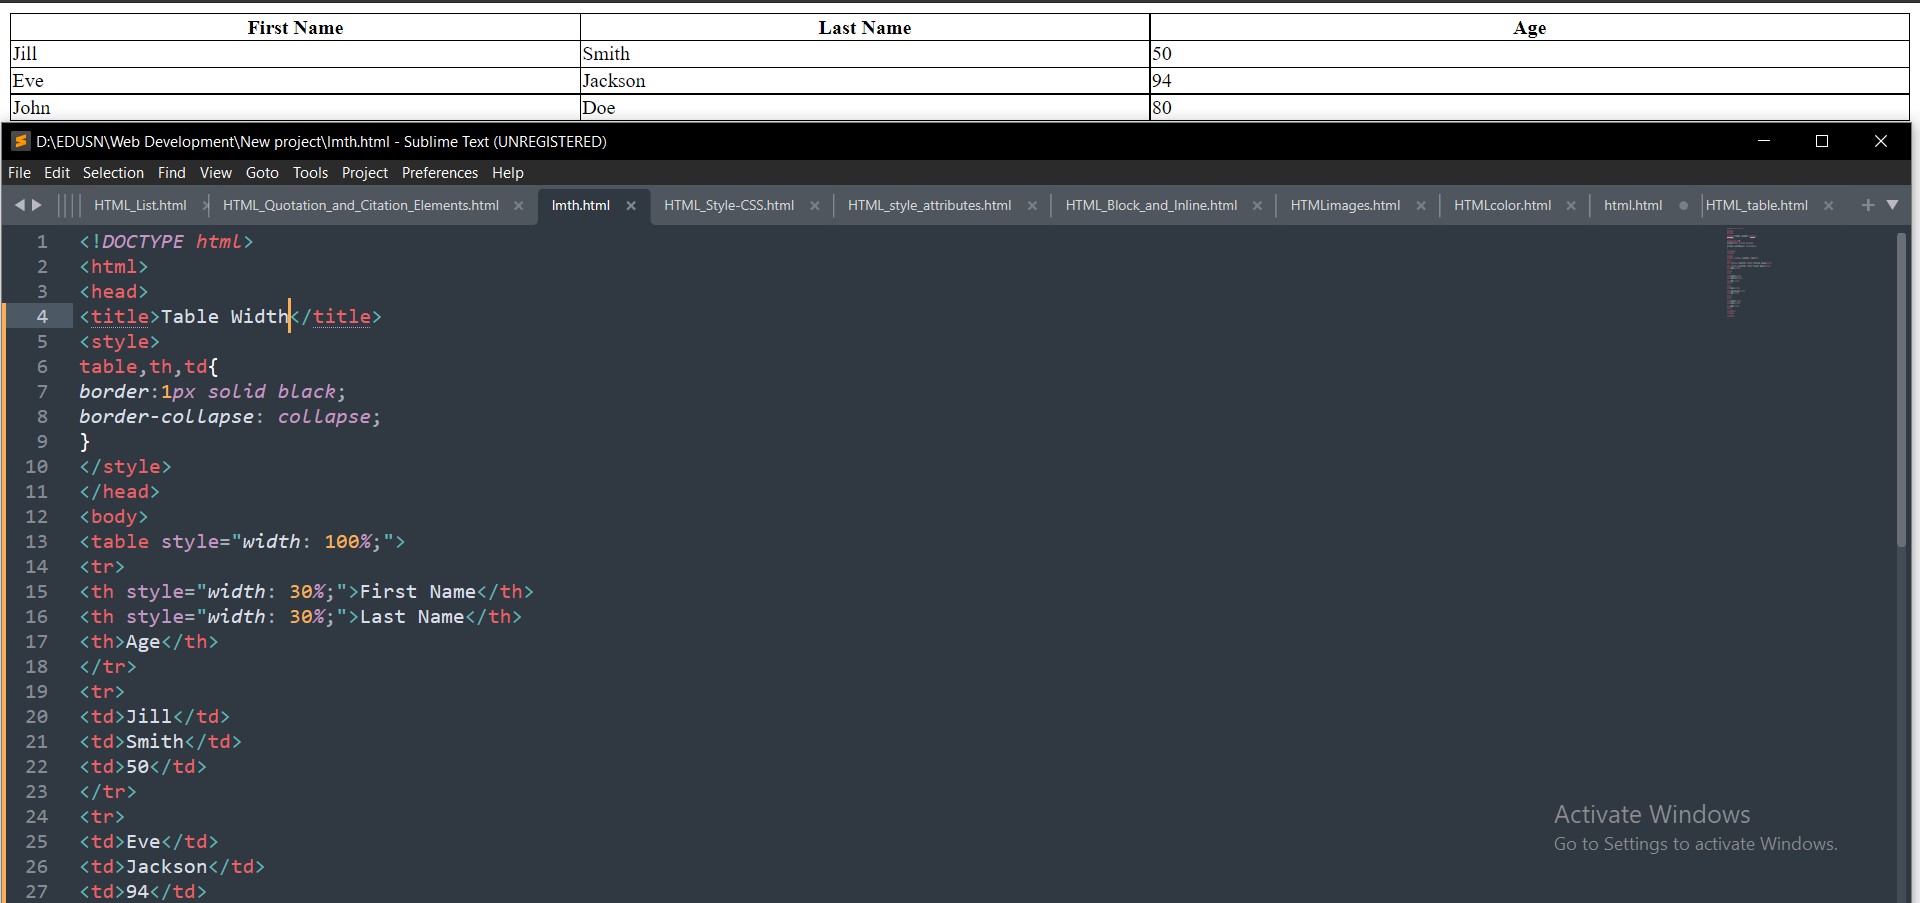 First Name Last Name Age
Jill Smith 50
Eve Jackson 94
John Doe 80
D:\EDUSN\Web Development\New project\lmth.html - Sublime Text (UNREGISTERED)
File Edit Selection Find View Goto Tools Project Preferences Help
HTML_List.html HTML_Quotation_and_Citation_Elements.html lmth.html HTML_Style-CSS.html HTML_style_attributes.html HTML_Block_and_Inline.html HTMLimages.html HTMLcolor.html html.html HTML_table.html
1 <!DOCTYPE html>
2 <html>
3 <head>
4 <title>Table Width</title>
5 <style>
6 table,th,td{
7 border:1px solid black;
8 border-collapse: collapse;
9 }
10 </style>
11 </head>
12 <body>
13 <table style="width: 100%;">
14 <tr>
15 <th style="width: 30%;">First Name</th>
16 <th style="width: 30%;">Last Name</th>
17 <th>Age</th>
18 </tr>
19 <tr>
20 <td>Jill</td>
21 <td>Smith</td>
22 <td>50</td>
23 </tr>
24 <tr>
25 <td>Eve</td>
26 <td>Jackson</td>
27 <td>94</td>
Activate Windows
Go to Settings to activate Windows.